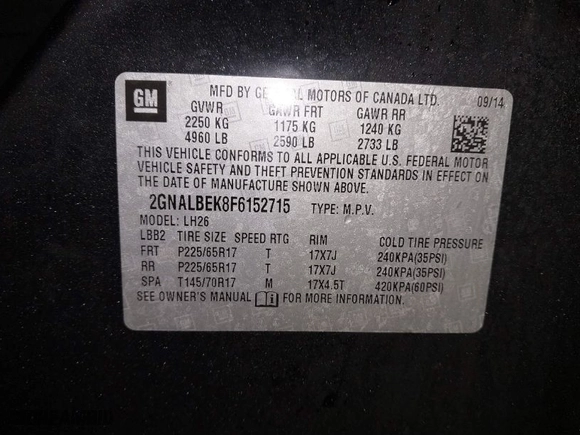 GM MFD BY GENERAL MOTORS OF CANADA LTD. 09/14
GVWR GAWR FRT GAWR RR
2250 KG 1175 KG 1240 KG
4960 LB 2590 LB 2733 LB
THIS VEHICLE CONFORMS TO ALL APPLICABLE U.S. FEDERAL MOTOR
VEHICLE SAFETY AND THEFT PREVENTION STANDARDS IN EFFECT ON
THE DATE OF MANUFACTURE SHOWN ABOVE.
2GNALBEK8F6152715 TYPE: M.P.V.
MODEL: LH26
LBB2 TIRE SIZE SPEED RTG RIM COLD TIRE PRESSURE
FRT P225/65R17 T 17X7J 240KPA(35PSI)
RR P225/65R17 T 17X7J 240KPA(35PSI)
SPA T145/70R17 M 17X4.5T 420KPA(60PSI)
SEE OWNER'S MANUAL FOR MORE INFORMATION.